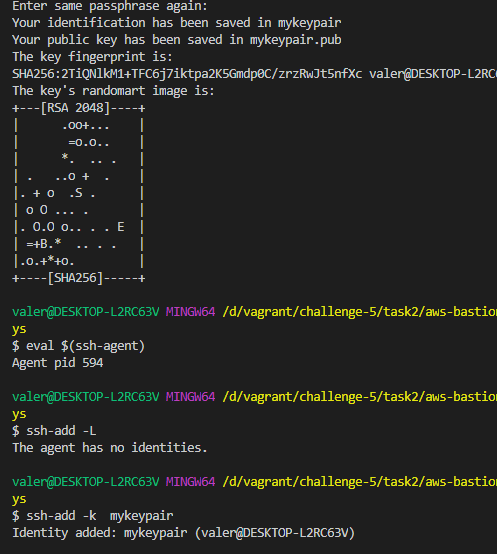 Enter same passphrase again:
Your identification has been saved in mykeypair
Your public key has been saved in mykeypair.pub
The key fingerprint is:
SHA256:2TiQNlkM1+TFC6j7iktpa2K5Gmdp0C/zrzRwJt5nfXc valer@DESKTOP-L2RC6
The key's randomart image is:
+---[RSA 2048]----+
|      .oo+...    |
|       =o.o..    |
|      *.  .. .   |
| .   ..o +  .    |
|. + o  .S .      |
| o O ... .       |
|. O.O o.. . . E  |
| =+B.*  .. . .   |
|.o.+*+o.         |
+----[SHA256]-----+
valer@DESKTOP-L2RC63V MINGW64 /d/vagrant/challenge-5/task2/aws-bastion
ys
$ eval $(ssh-agent)
Agent pid 594
valer@DESKTOP-L2RC63V MINGW64 /d/vagrant/challenge-5/task2/aws-bastion
ys
$ ssh-add -L
The agent has no identities.
valer@DESKTOP-L2RC63V MINGW64 /d/vagrant/challenge-5/task2/aws-bastion
ys
$ ssh-add -k  mykeypair
Identity added: mykeypair (valer@DESKTOP-L2RC63V)